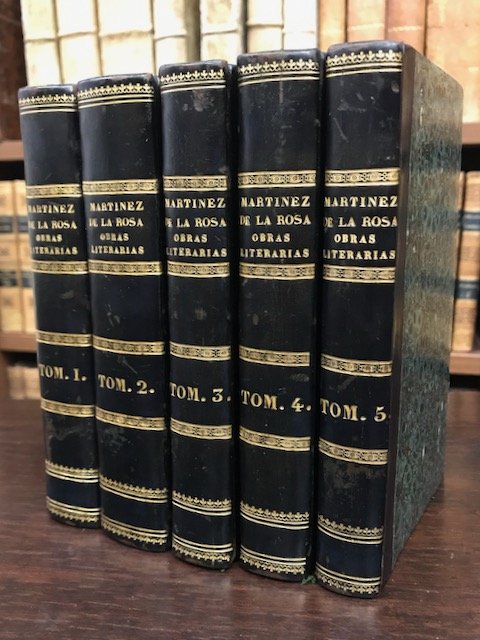 MARTINEZ
DE LA ROSA
OBRAS
LITERARIAS
TOM. 1.
MARTINEZ
DE LA ROSA
OBRAS
LITERARIAS
TOM. 2.
MARTINEZ
DE LA ROSA
OBRAS
LITERARIAS
TOM. 3.
MARTINEZ
DE LA ROSA
OBRAS
LITERARIAS
TOM. 4.
MARTINEZ
DE LA ROSA
OBRAS
LITERARIAS
TOM. 5.